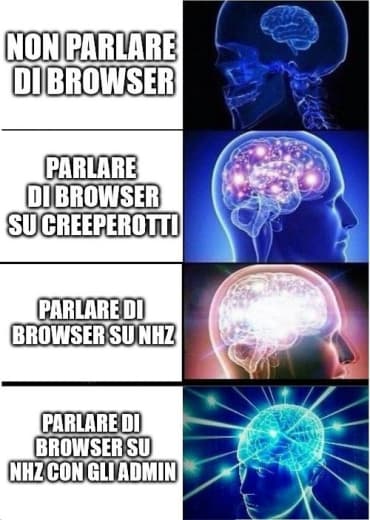 NON PARLARE
DI BROWSER
PARLARE
DI BROWSER
SU CREEPEROTTI
PARLARE DI
BROWSER SU NHZ
PARLARE DI
BROWSER SU
NHZ CON GLI ADMIN